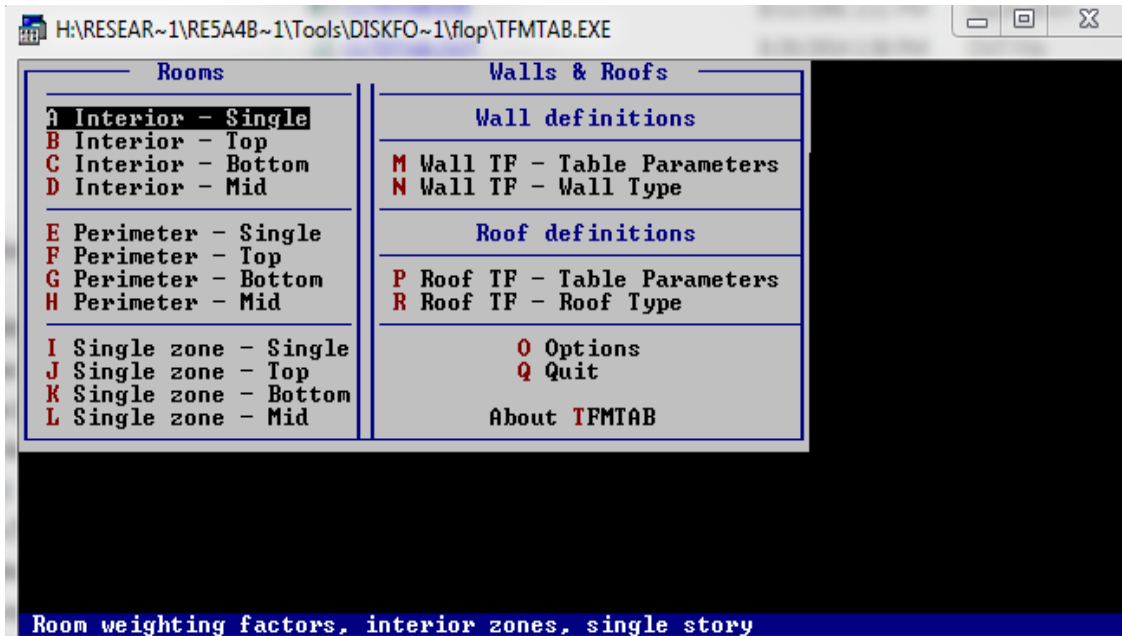 H:\RESEAR~1\RE5A4B~1\Tools\DISKFO~1\flop\TFMTAB.EXE
Rooms
A Interior - Single
B Interior - Top
C Interior - Bottom
D Interior - Mid
E Perimeter - Single
F Perimeter - Top
G Perimeter - Bottom
H Perimeter - Mid
I Single zone - Single
J Single zone - Top
K Single zone - Bottom
L Single zone - Mid
Walls & Roofs
Wall definitions
M Wall TF - Table Parameters
N Wall TF - Wall Type
Roof definitions
P Roof TF - Table Parameters
R Roof TF - Roof Type
O Options
Q Quit
About TFMTAB
Room weighting factors, interior zones, single story